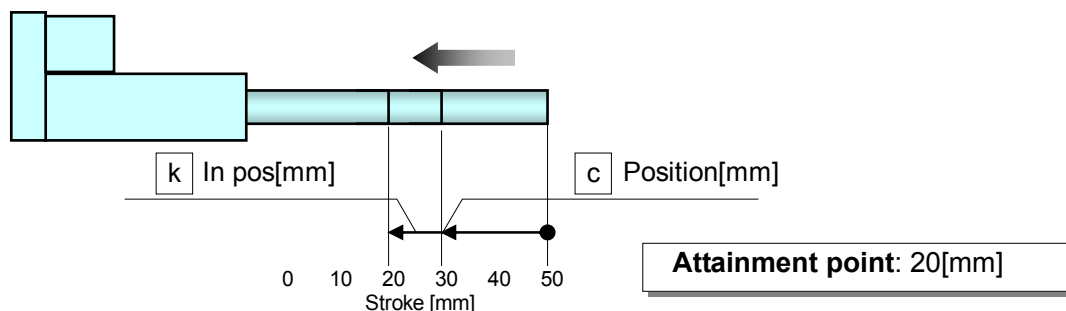 k In pos[mm]
c Position[mm]
Attainment point: 20[mm]
0 10 20 30 40 50
Stroke [mm]